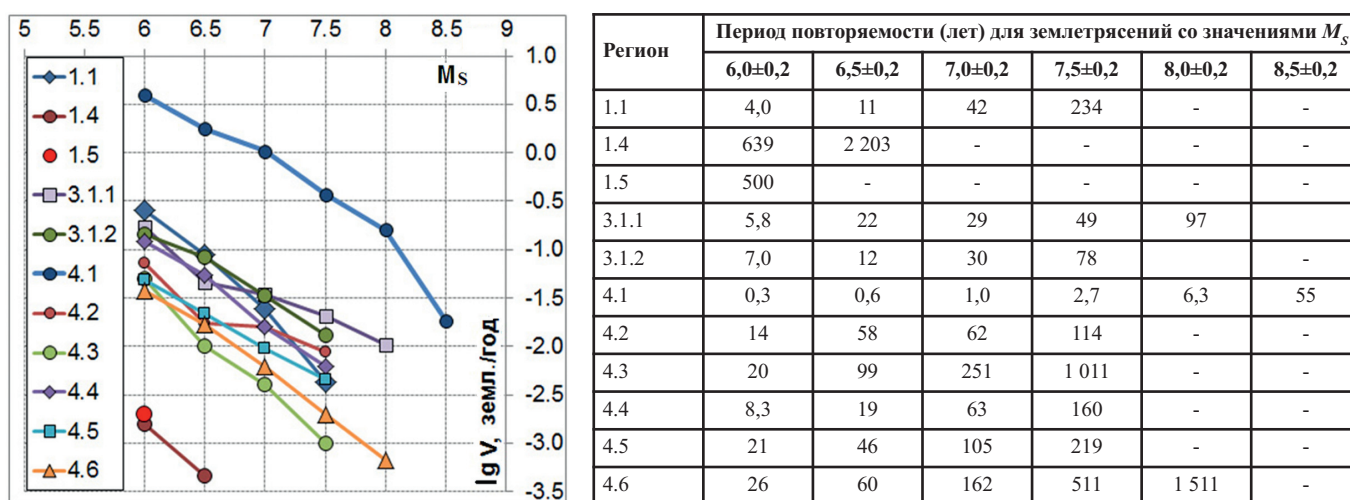 5 5.5 6 6.5 7 7.5 8 8.5 9
Ms
1.0
0.5
0.0
-0.5
-1.0
-1.5
-2.0
-2.5
-3.0
-3.5
lg V, земл./год
1.1
1.4
1.5
3.1.1
3.1.2
4.1
4.2
4.3
4.4
4.5
4.6
Регион Период повторяемости (лет) для землетрясений со значениями MS
6,0±0,2 6,5±0,2 7,0±0,2 7,5±0,2 8,0±0,2 8,5±0,2
1.1 4,0 11 42 234 - -
1.4 639 2 203 - - - -
1.5 500 - - - - -
3.1.1 5,8 22 29 49 97
3.1.2 7,0 12 30 78 -
4.1 0,3 0,6 1,0 2,7 6,3 55
4.2 14 58 62 114 - -
4.3 20 99 251 1 011 - -
4.4 8,3 19 63 160 - -
4.5 21 46 105 219 - -
4.6 26 60 162 511 1 511 -